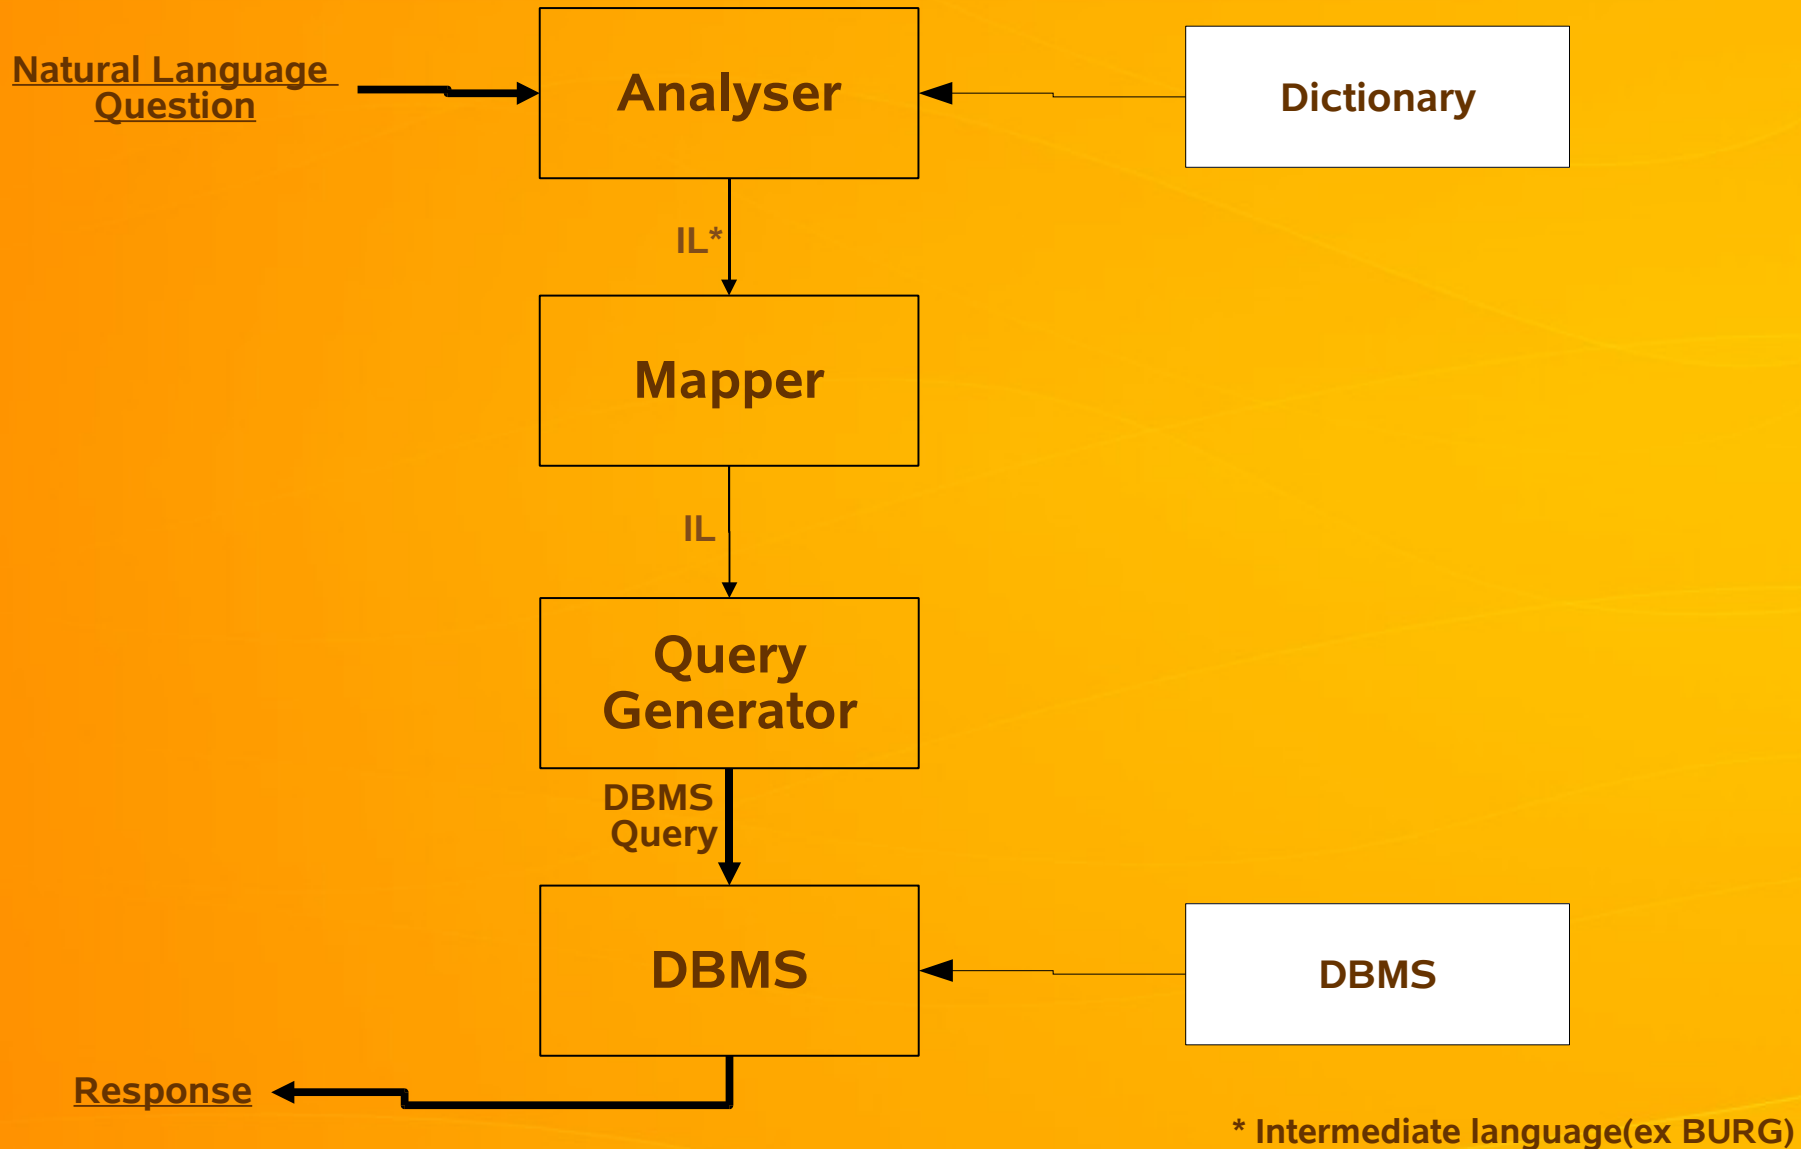 Natural Language
Question
Analyser
Dictionary
IL*
Mapper
IL
Query
Generator
DBMS
Query
DBMS
DBMS
Response
* Intermediate language(ex BURG)